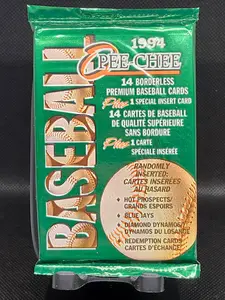 BASEBALL
1994
O PEE-CHEE
14 BORDERLESS
PREMIUM BASEBALL CARDS
Plus 1 SPECIAL INSERT CARD
14 CARTES DE BASEBALL
DE QUALITÉ SUPÉRIEURE
SANS BORDURE
Plus 1 CARTE
SPÉCIALE INSÉRÉE
RANDOMLY
INSERTED:
CARTES INSÉRÉES
AU HASARD
• HOT PROSPECTS/
GRANDS ESPOIRS
• BLUE JAYS
• DIAMOND DYNAMOS/
DYNAMOS DU LOSANGE
• REDEMPTION CARDS/
CARTES D'ÉCHANGE